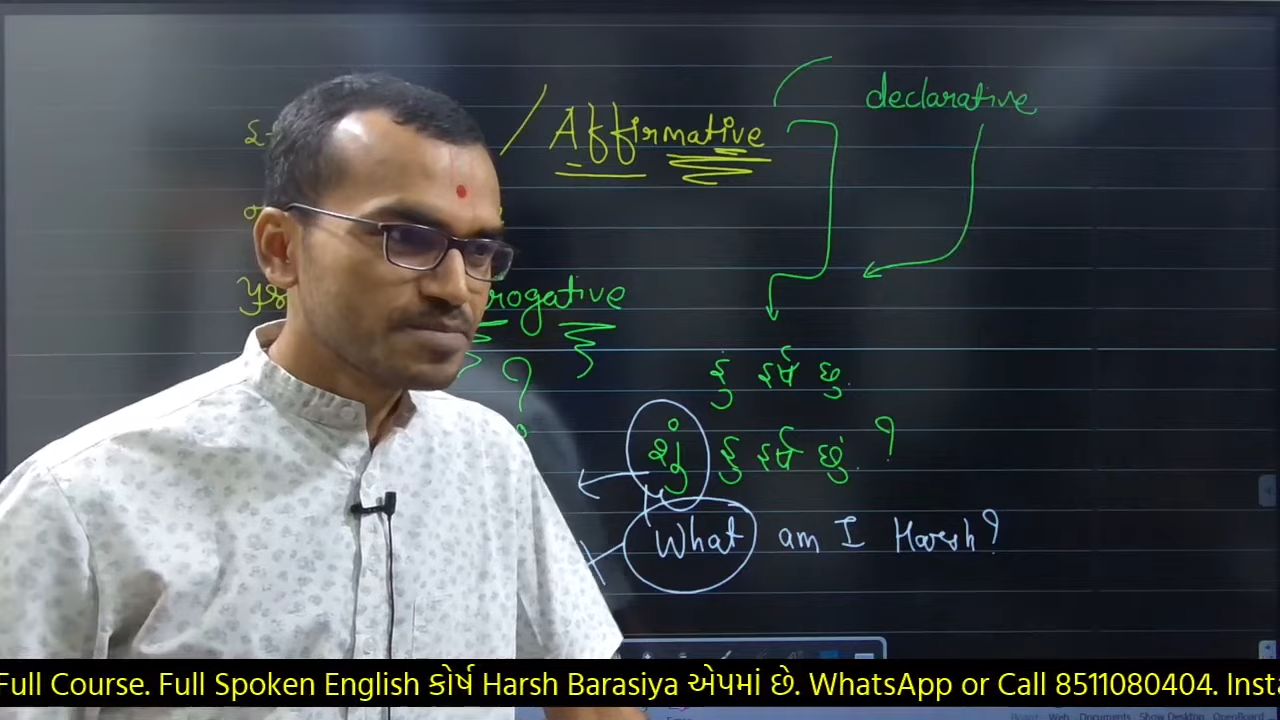 declarative
/ Affirmative
rogative
?
હું હર્ષ છુ.
શું હું હર્ષ છું. ?
What am I Harsh?
Full Course. Full Spoken English કોર્ષ Harsh Barasiya એપમાં છે. WhatsApp or Call 8511080404. Insta